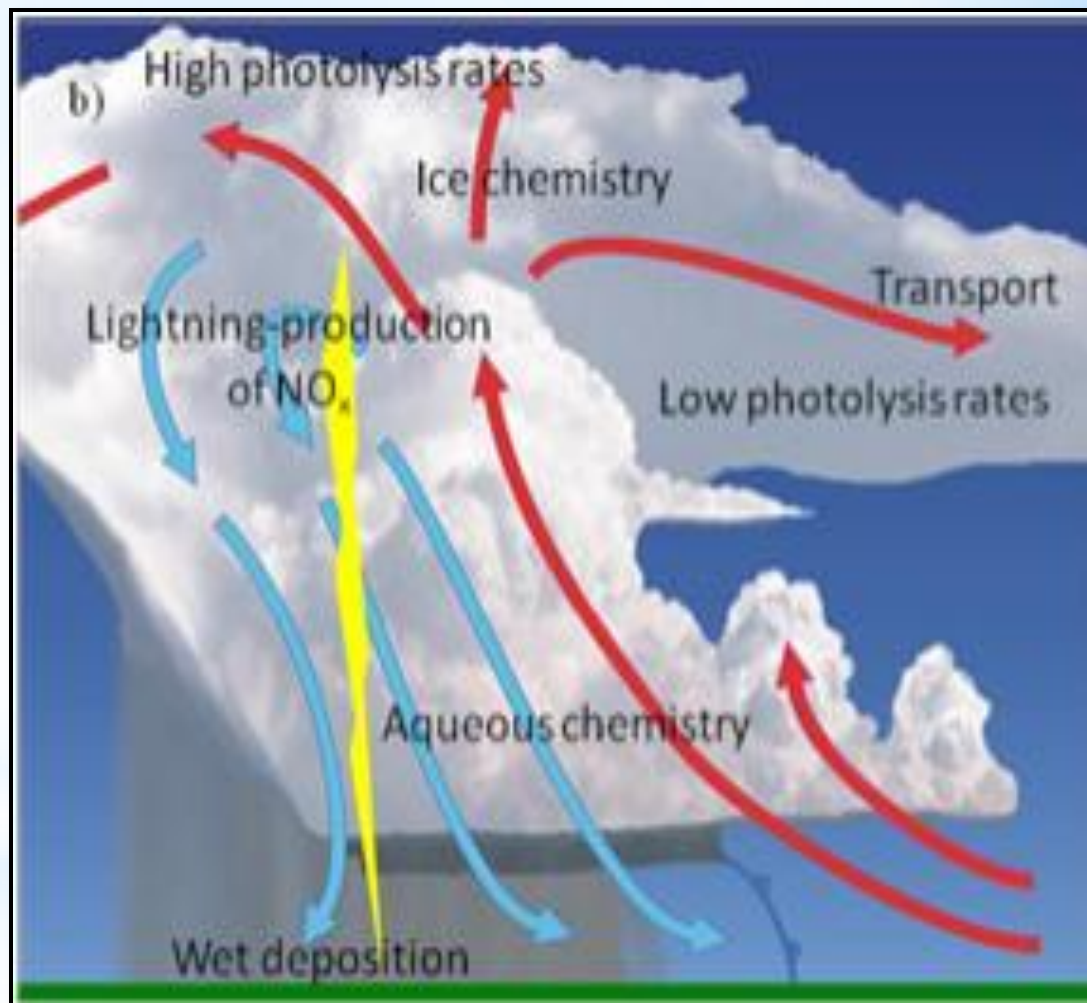 High photolysis rates
b)
Ice chemistry
Transport
Lightning-production
of NOₓ
Low photolysis rates
Aqueous chemistry
Wet deposition